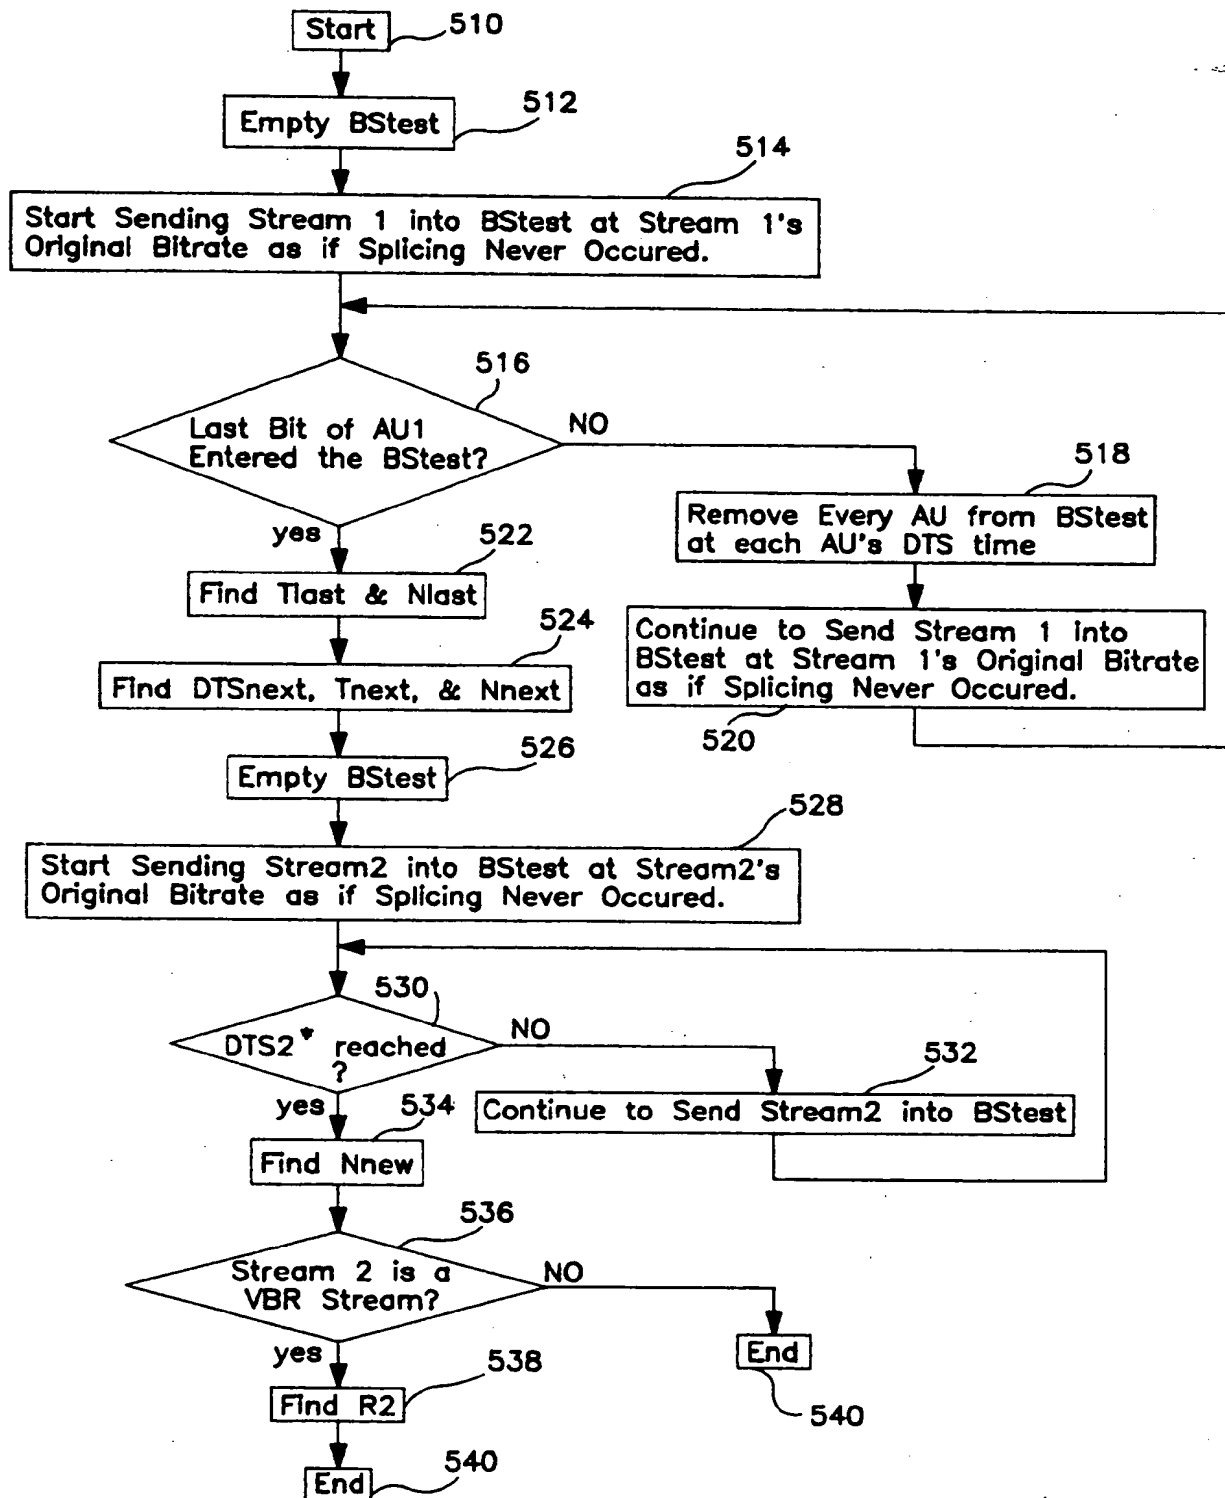 Start
510
Empty BStest
512
514
Start Sending Stream 1 into BStest at Stream 1's
Original Bitrate as if Splicing Never Occured.
516
Last Bit of AU1
Entered the BStest?
NO
yes
518
Remove Every AU from BStest
at each AU's DTS time
Continue to Send Stream 1 into
BStest at Stream 1's Original Bitrate
as if Splicing Never Occured.
520
522
Find Tlast & Nlast
524
Find DTSnext, Tnext, & Nnext
526
Empty BStest
528
Start Sending Stream2 into BStest at Stream2's
Original Bitrate as if Splicing Never Occured.
530
DTS2* reached
?
NO
yes
532
Continue to Send Stream2 into BStest
534
Find Nnew
536
Stream 2 is a
VBR Stream?
NO
yes
End
540
538
Find R2
End
540